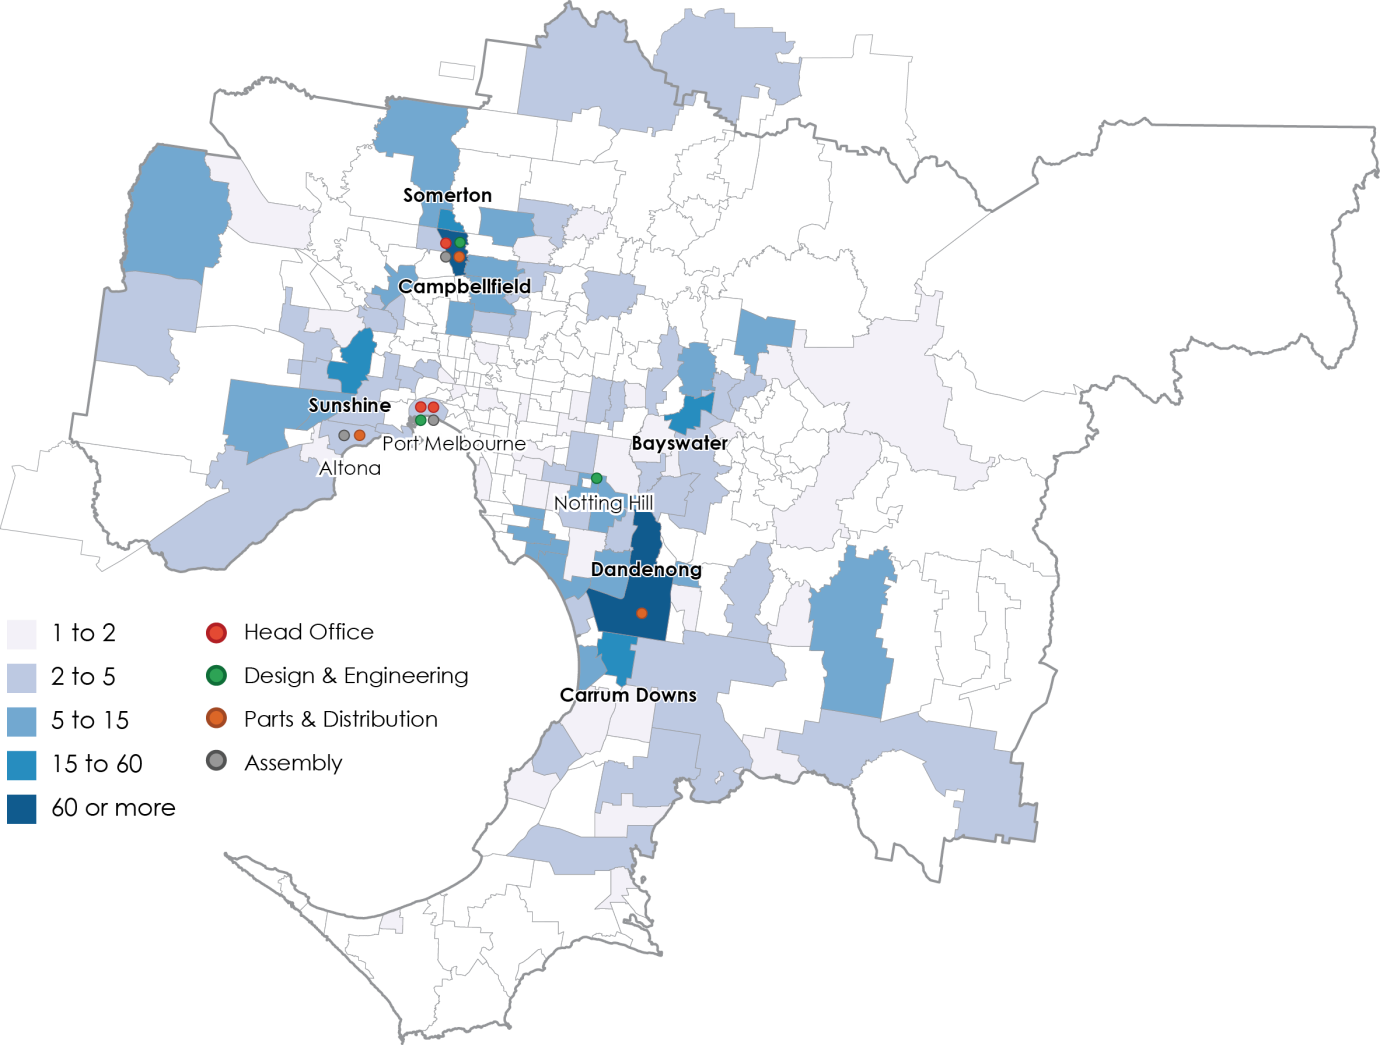 Somerton
Campbellfield
Sunshine
Port Melbourne
Altona
Bayswater
Notting Hill
Dandenong
Carrum Downs
1 to 2
2 to 5
5 to 15
15 to 60
60 or more
Head Office
Design & Engineering
Parts & Distribution
Assembly